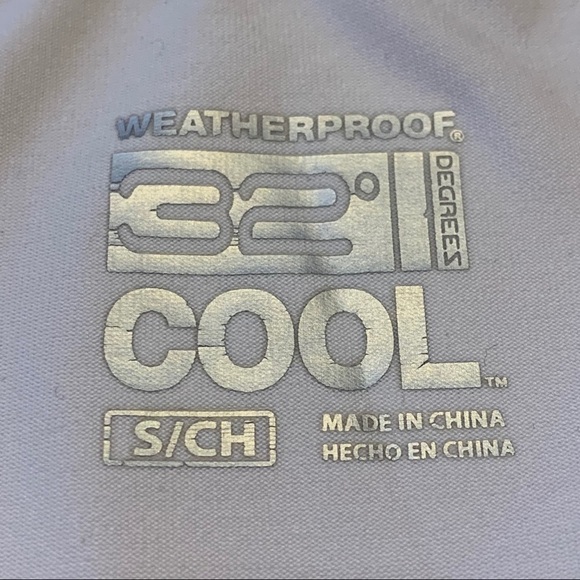 WEATHERPROOF®
32° DEGREES
COOL™
S/CH
MADE IN CHINA
HECHO EN CHINA